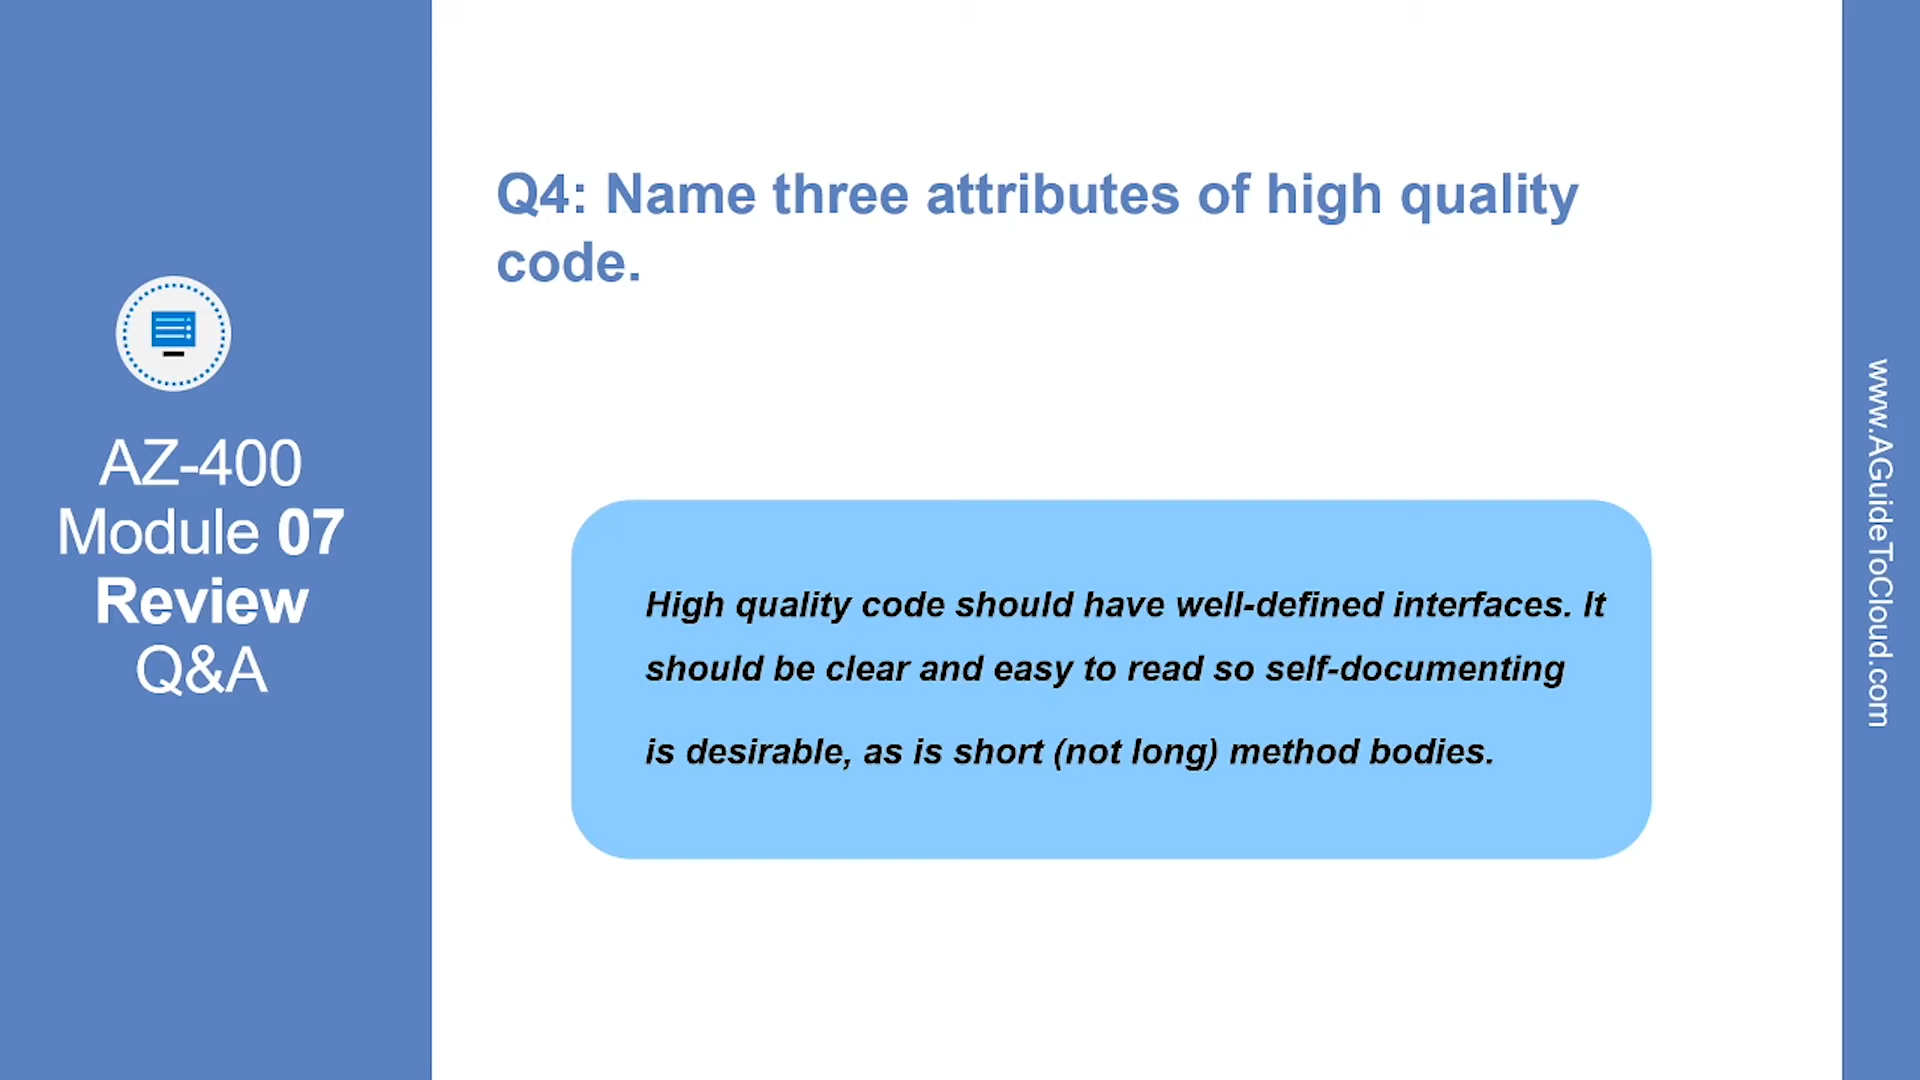 AZ-400
Module 07
Review
Q&A
Q4: Name three attributes of high quality
code.
High quality code should have well-defined interfaces. It
should be clear and easy to read so self-documenting
is desirable, as is short (not long) method bodies.
www.AGuideToCloud.com